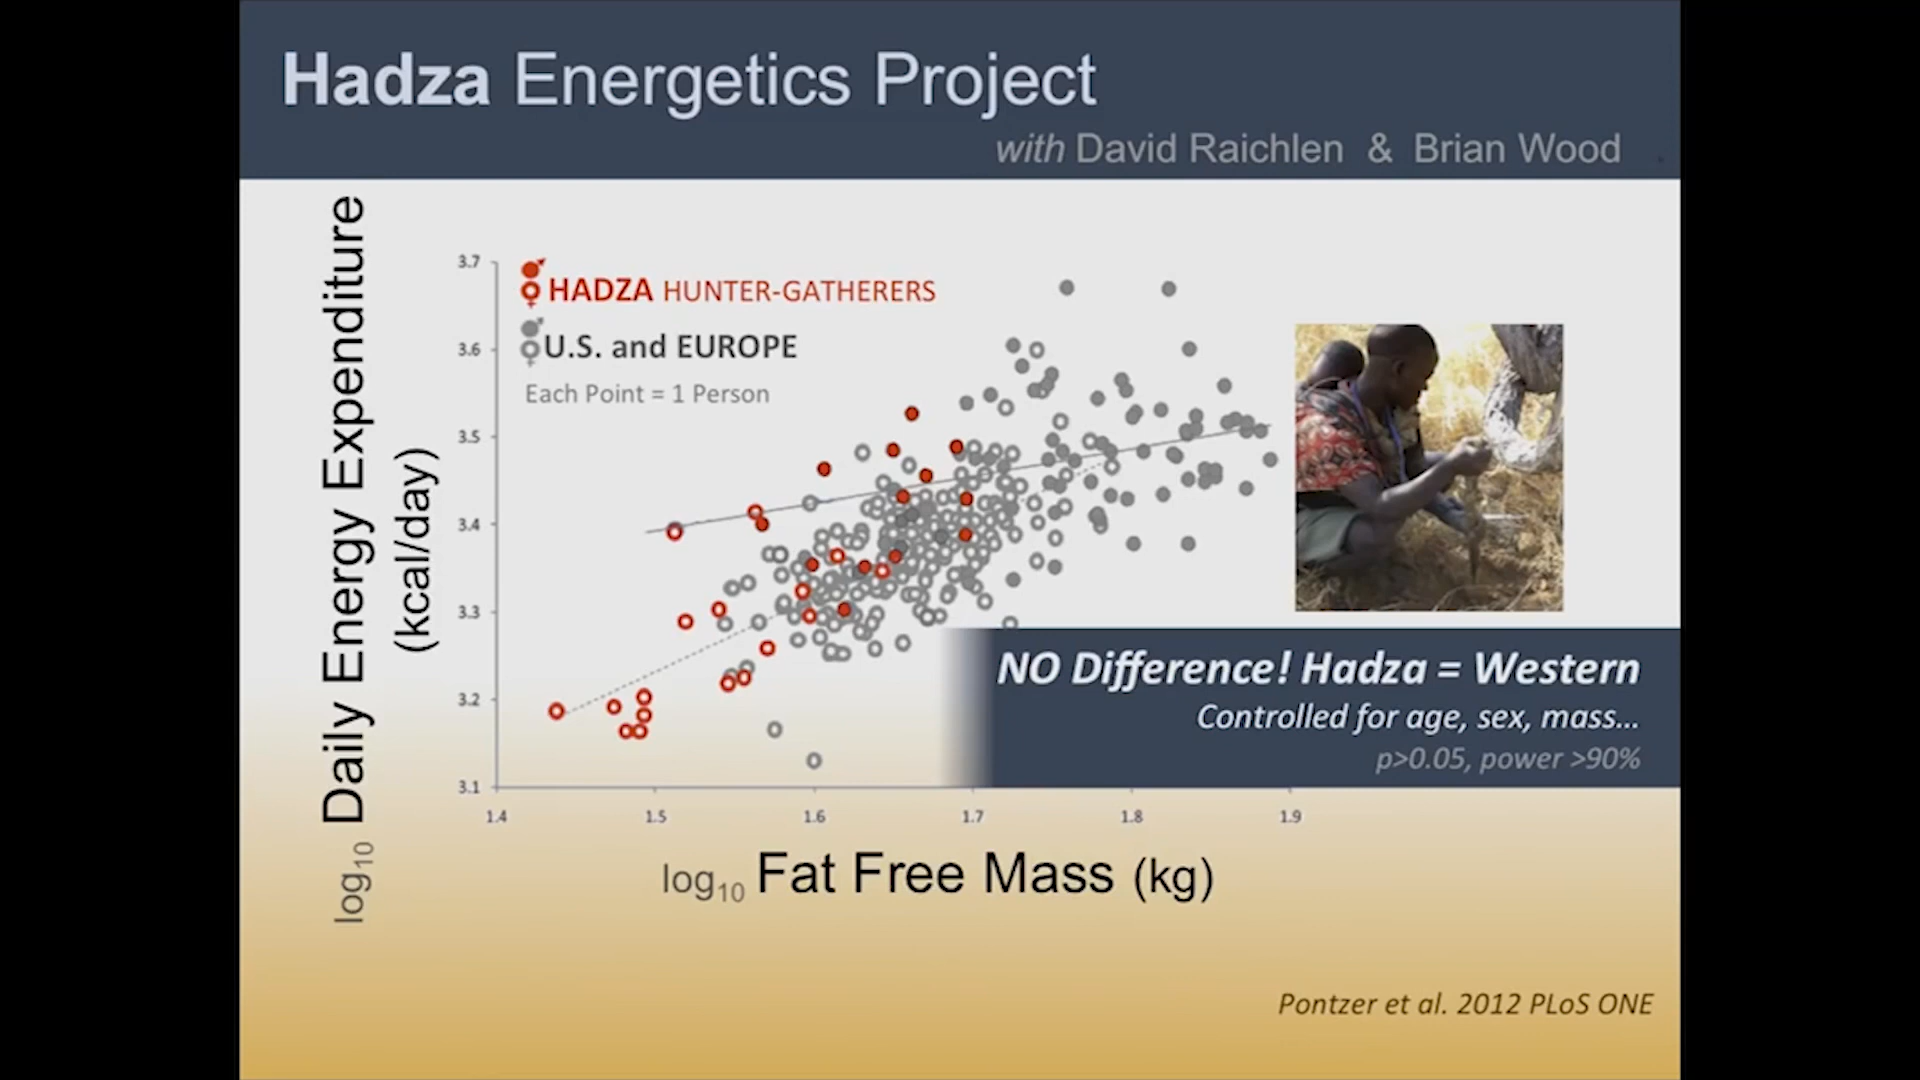 Hadza Energetics Project
with David Raichlen & Brian Wood
log10 Daily Energy Expenditure
(kcal/day)
3.7
3.6
3.5
3.4
3.3
3.2
3.1
HADZA HUNTER-GATHERERS
U.S. and EUROPE
Each Point = 1 Person
NO Difference! Hadza = Western
Controlled for age, sex, mass...
p>0.05, power >90%
1.4 1.5 1.6 1.7 1.8 1.9
log10 Fat Free Mass (kg)
Pontzer et al. 2012 PLoS ONE